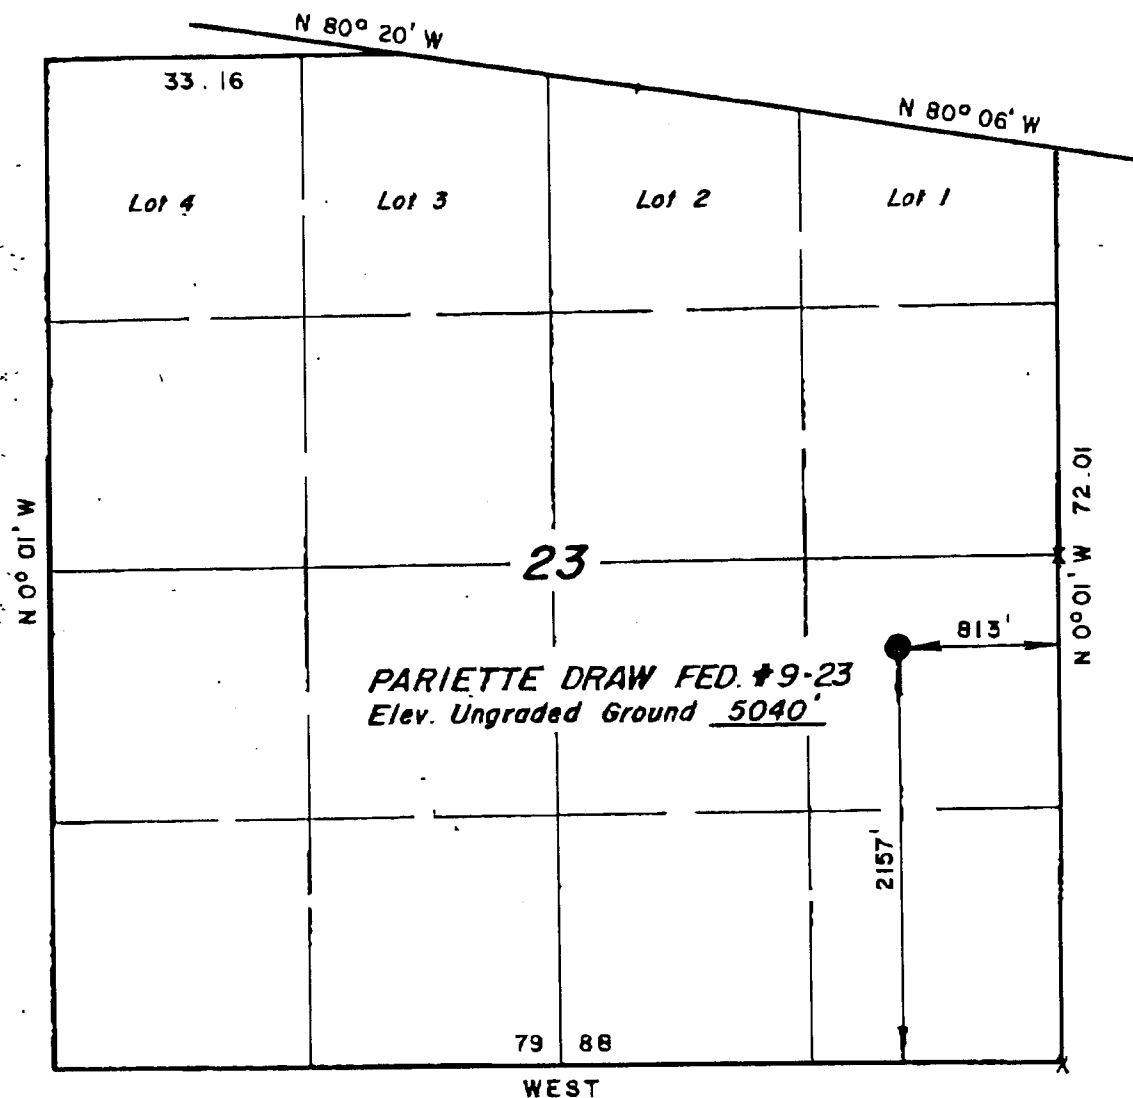 N 80° 20' W
33.16
N 80° 06' W
Lot 4
Lot 3
Lot 2
Lot 1
N 0° 01' W
N 0°01' W 72.01
23
813'
PARIETTE DRAW FED. #9-23
Elev. Ungraded Ground 5040'
2157'
79 88
WEST